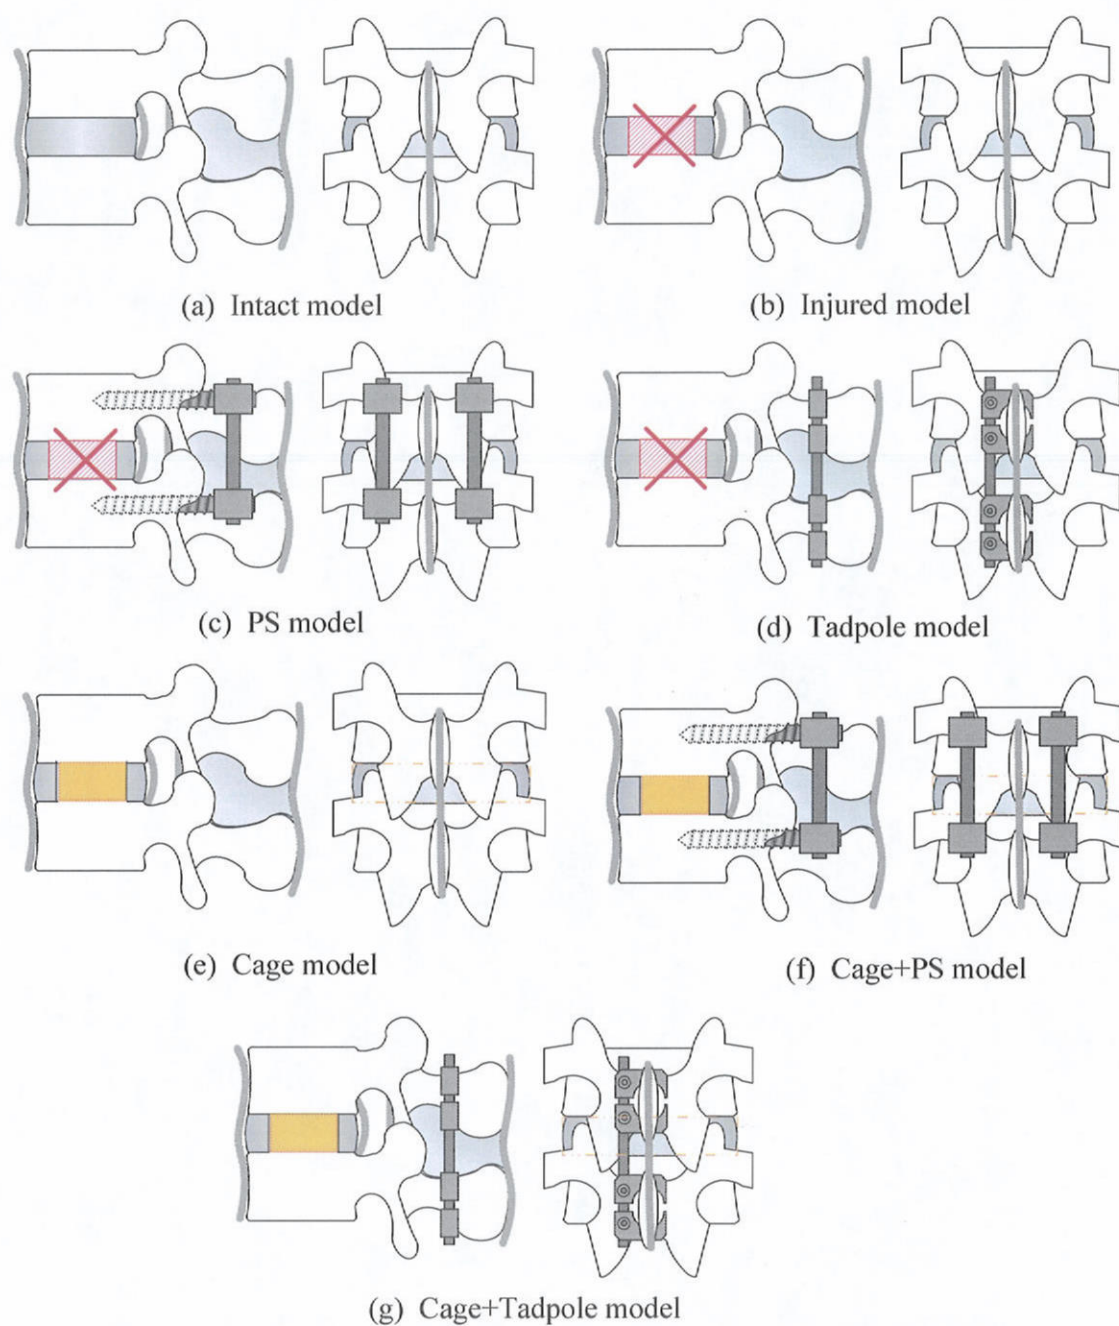 (a) Intact model
(b) Injured model
(c) PS model
(d) Tadpole model
(e) Cage model
(f) Cage+PS model
(g) Cage+Tadpole model